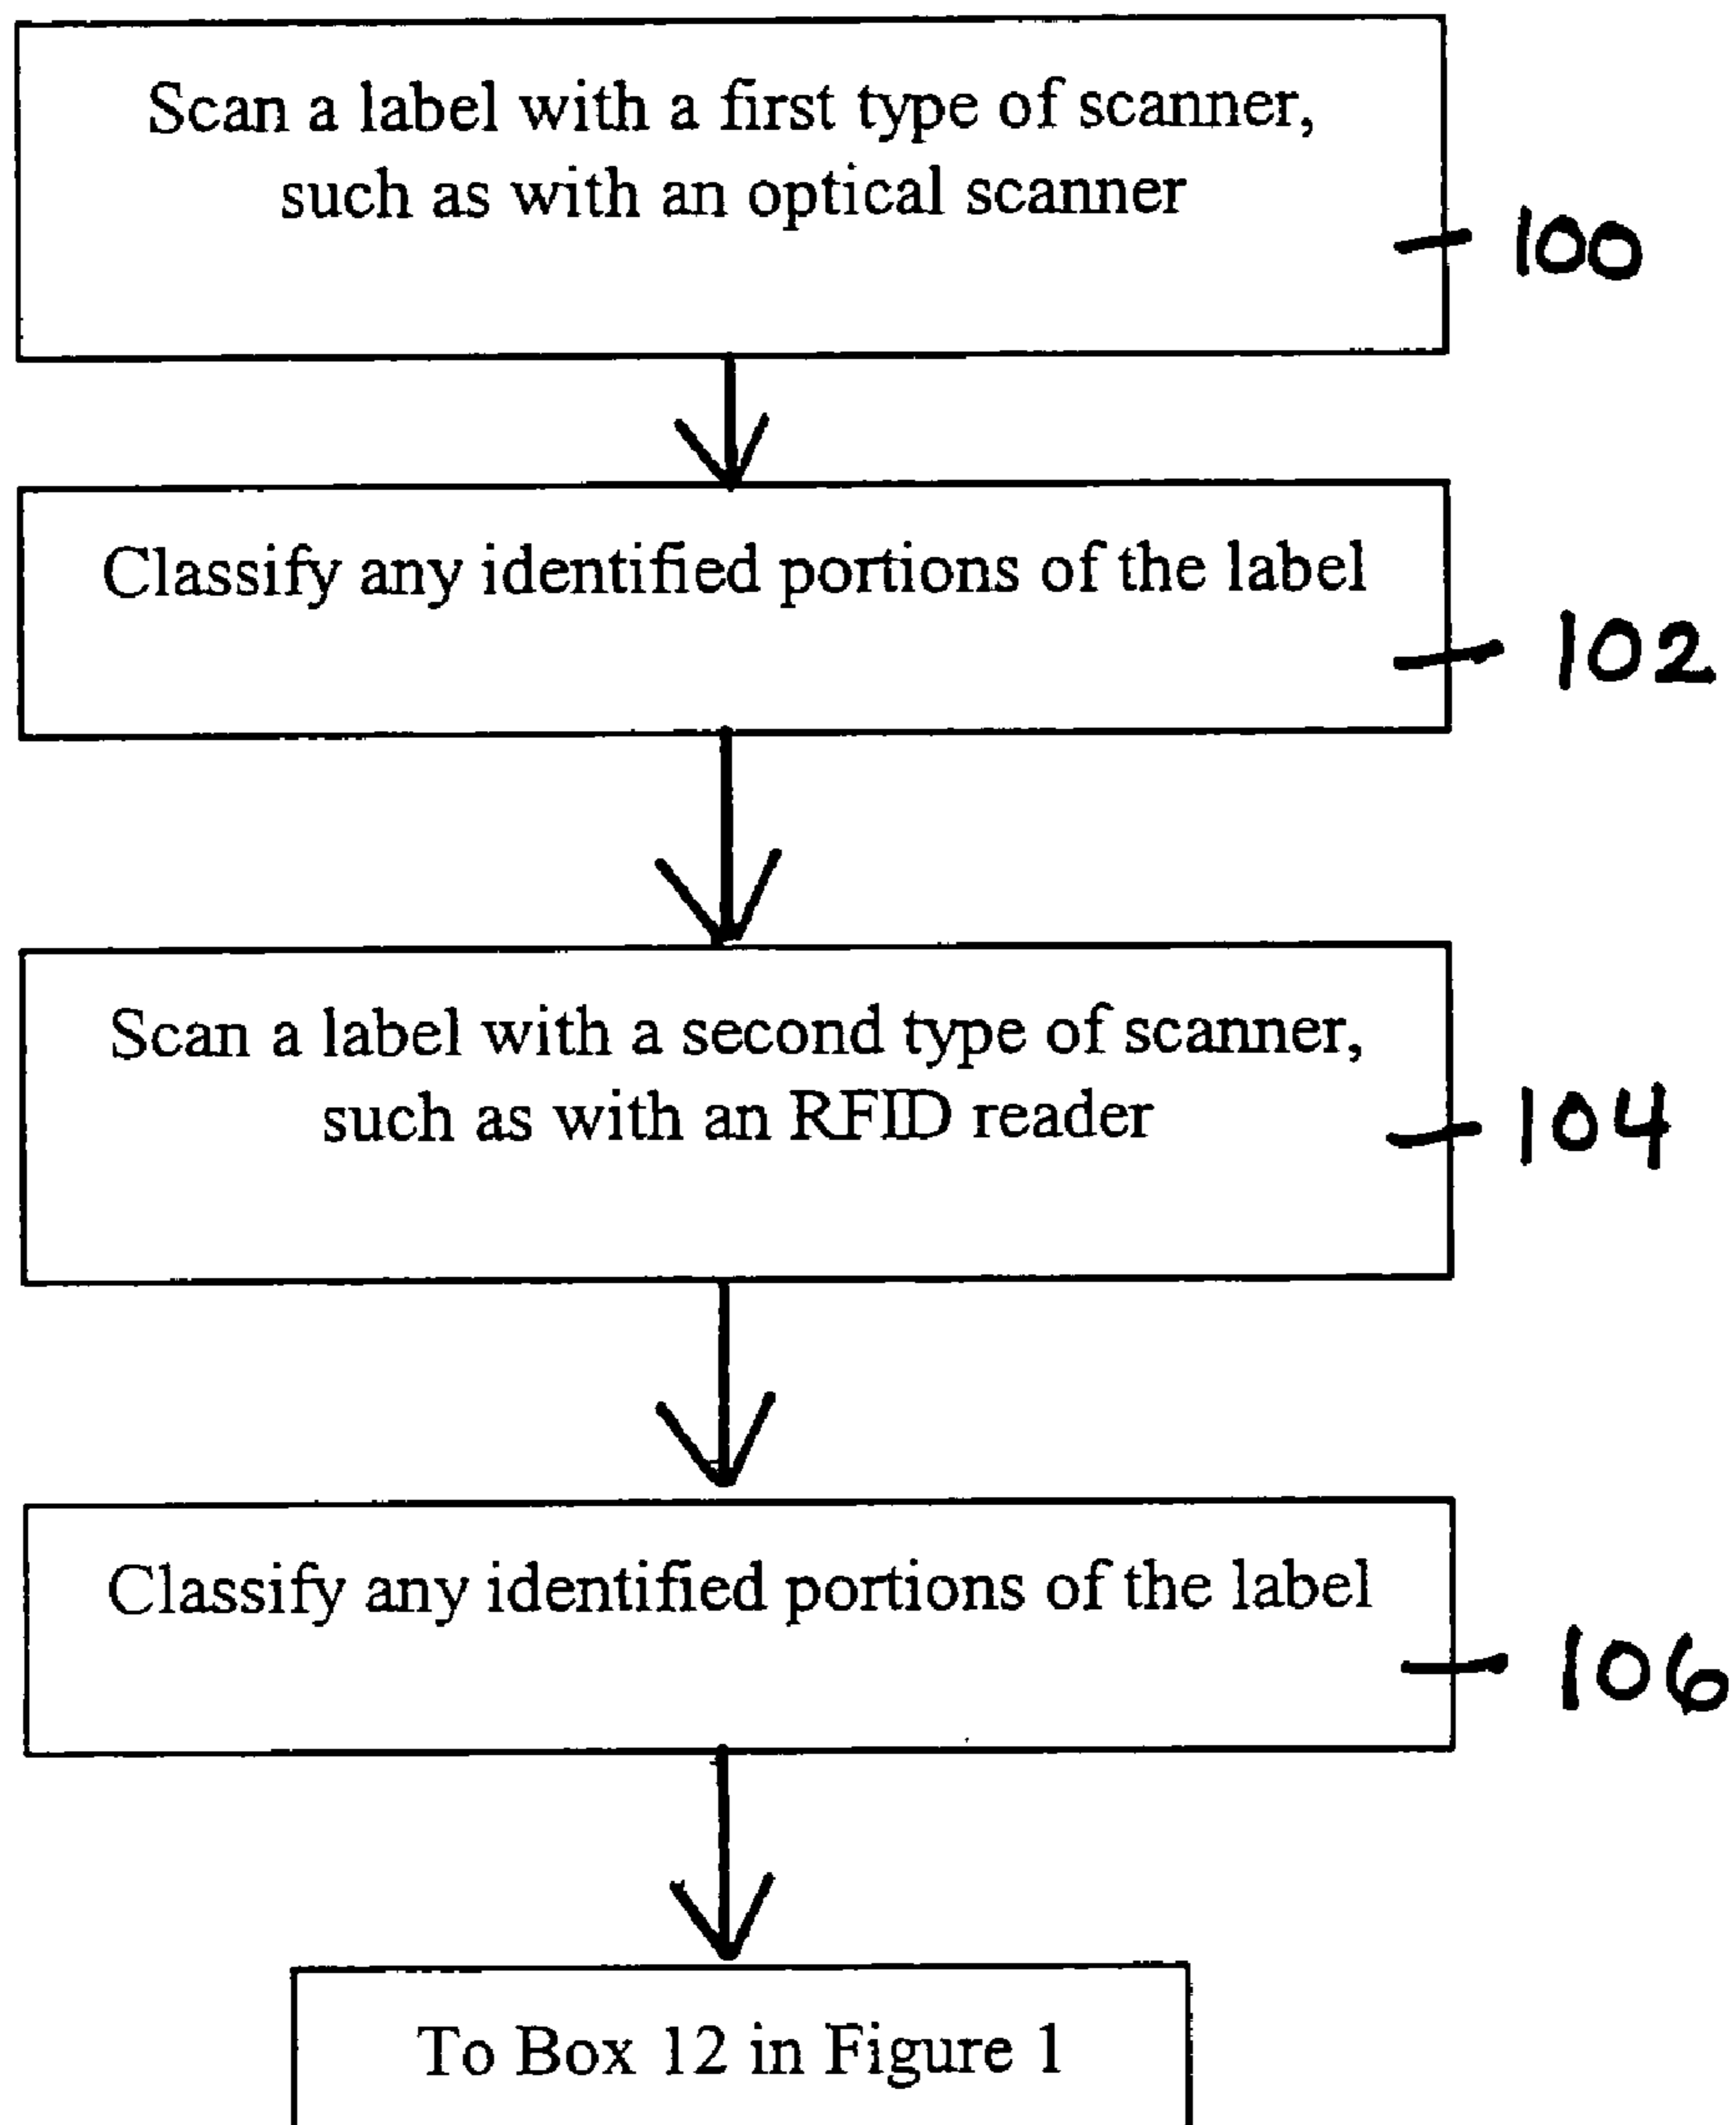 Scan a label with a first type of scanner,
such as with an optical scanner
100
Classify any identified portions of the label
102
Scan a label with a second type of scanner,
such as with an RFID reader
104
Classify any identified portions of the label
106
To Box 12 in Figure 1